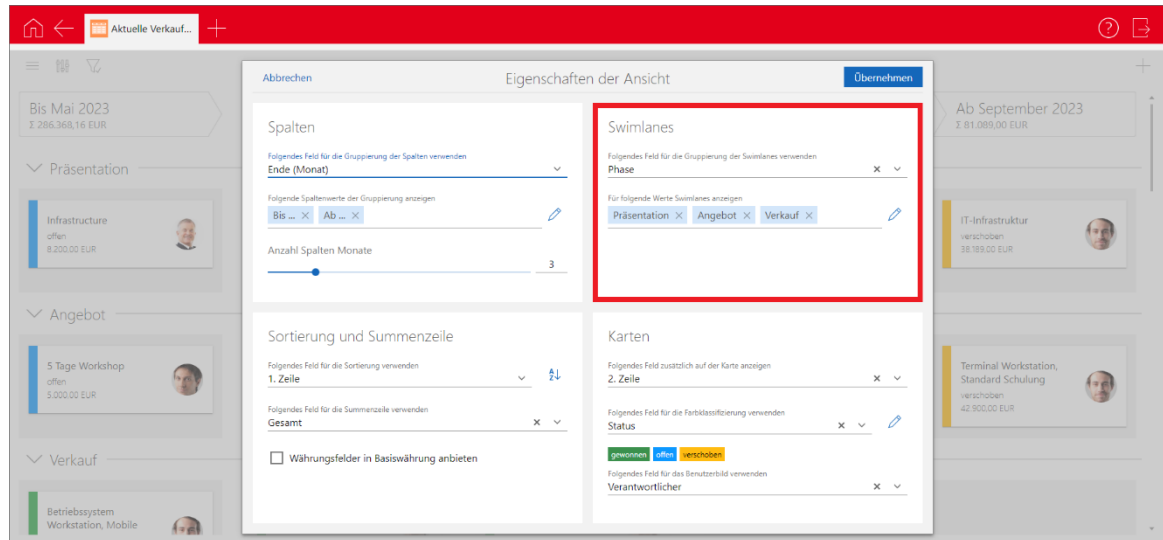 Aktuelle Verkauf...
Bis Mai 2023
Σ 286.368,16 EUR
Ab September 2023
Σ 81.089,00 EUR
Präsentation
Infrastructure
offen
8.200,00 EUR
IT-Infrastruktur
verschoben
38.189,00 EUR
Angebot
5 Tage Workshop
offen
5.000,00 EUR
Terminal Workstation,
Standard Schulung
verschoben
42.900,00 EUR
Verkauf
Betriebssystem
Workstation, Mobile
Abbrechen
Eigenschaften der Ansicht
Übernehmen
Spalten
Folgendes Feld für die Gruppierung der Spalten verwenden
Ende (Monat)
Folgende Spaltenwerte der Gruppierung anzeigen
Bis ... Ab ...
Anzahl Spalten Monate
3
Swimlanes
Folgendes Feld für die Gruppierung der Swimlanes verwenden
Phase
Für folgende Werte Swimlanes anzeigen
Präsentation Angebot Verkauf
Sortierung und Summenzeile
Folgendes Feld für die Sortierung verwenden
1. Zeile
Folgendes Feld für die Summenzeile verwenden
Gesamt
Währungsfelder in Basiswährung anbieten
Karten
Folgendes Feld zusätzlich auf der Karte anzeigen
2. Zeile
Folgendes Feld für die Farbklassifizierung verwenden
Status
gewonnen offen verschoben
Folgendes Feld für das Benutzerbild verwenden
Verantwortlicher